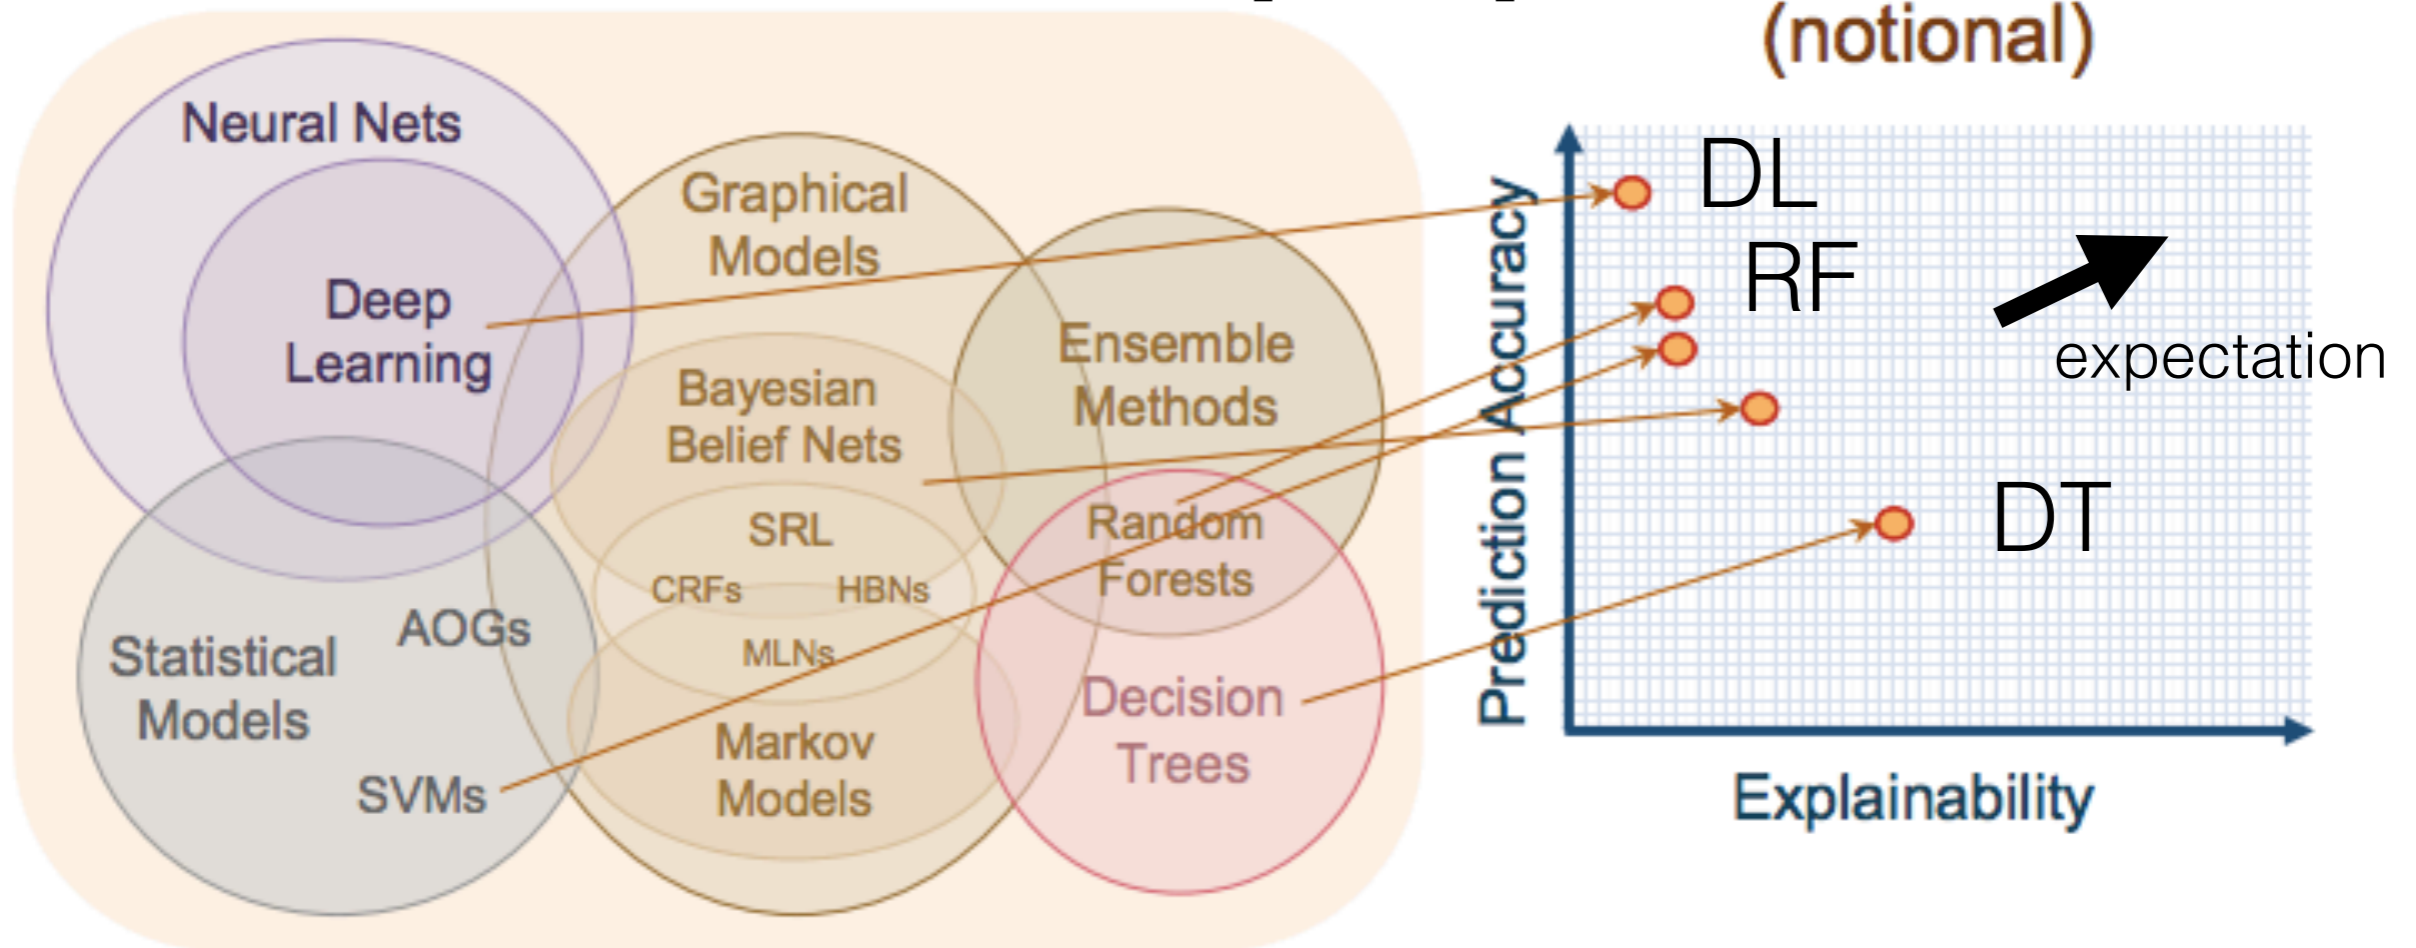 Neural Nets
Deep
Learning
Graphical
Models
Bayesian
Belief Nets
SRL
CRFs
HBNs
MLNs
Markov
Models
Ensemble
Methods
Random
Forests
Decision
Trees
Statistical
Models
AOGs
SVMs
(notional)
Prediction Accuracy
Explainability
DL
RF
DT
expectation